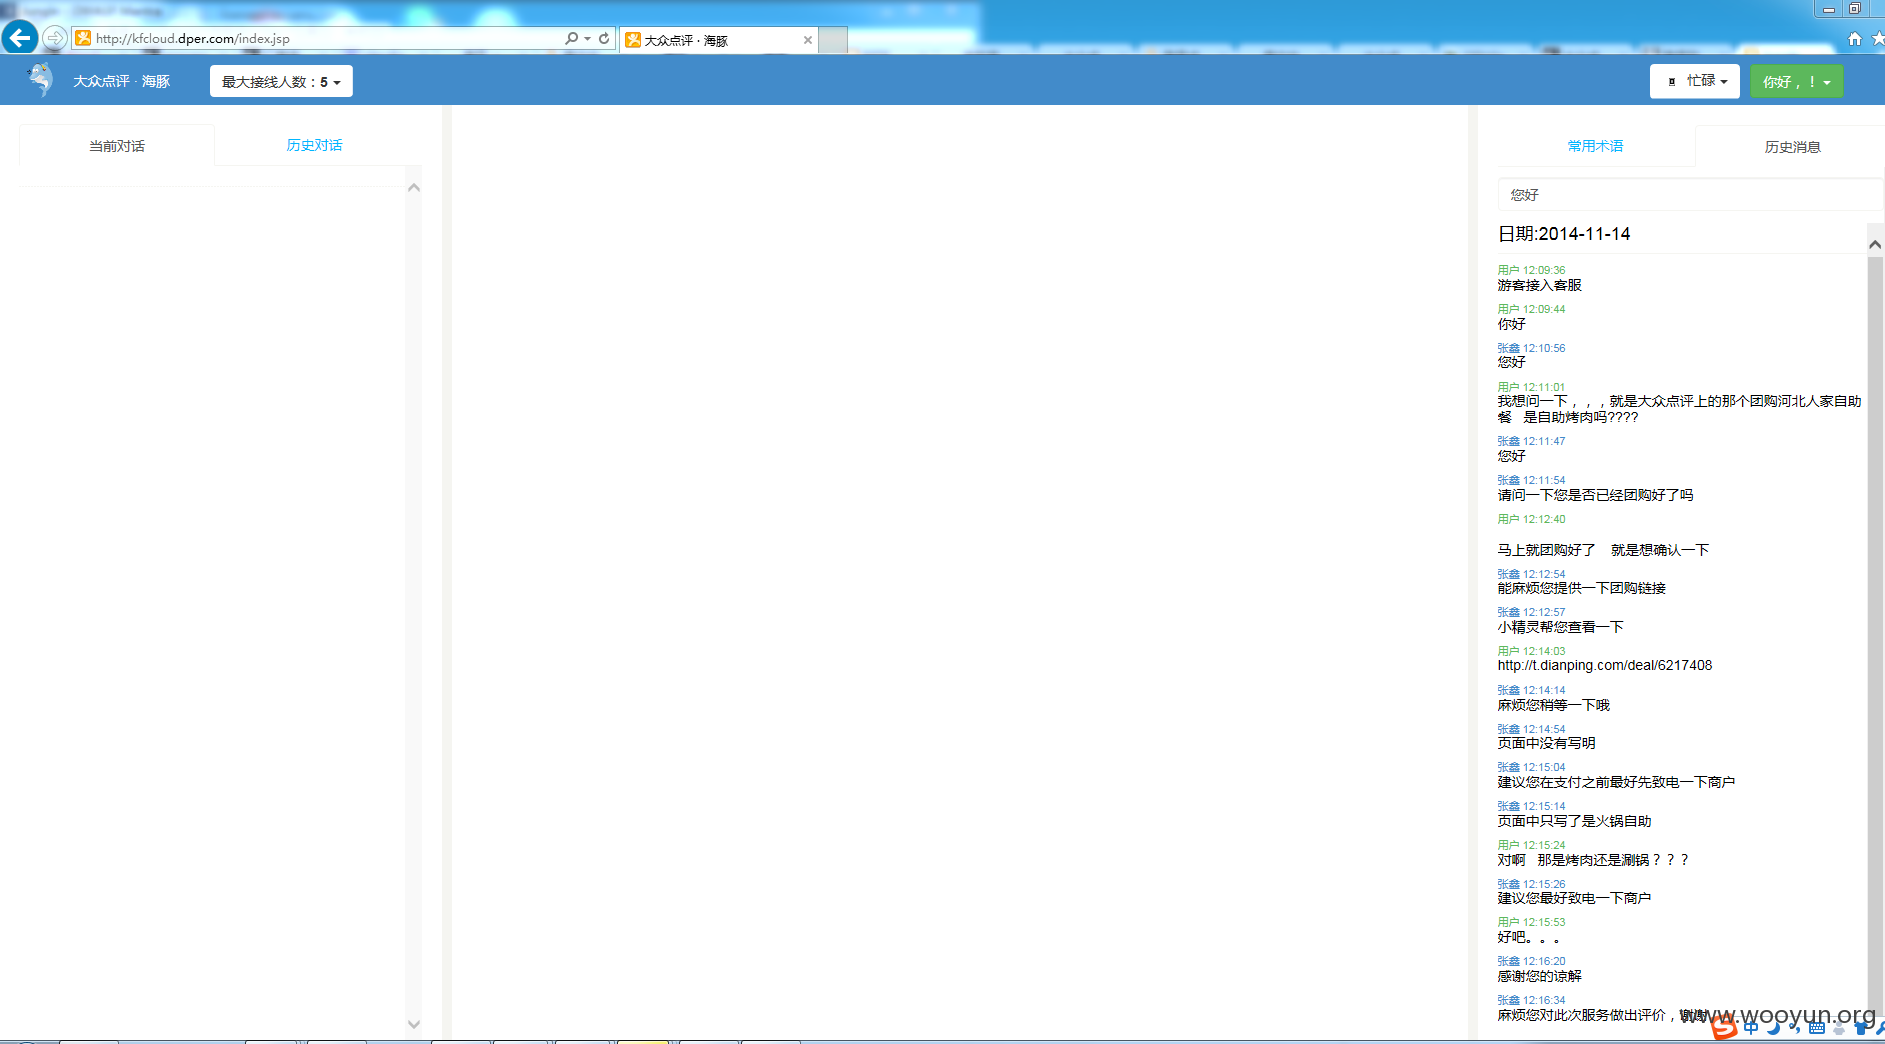 http://kfcloud.dper.com/index.jsp
大众点评 · 海豚
大众点评 · 海豚
最大接线人数：5
忙碌
你好，！
当前对话
历史对话
常用术语
历史消息
您好
日期:2014-11-14
用户 12:09:36
游客接入客服
用户 12:09:44
你好
张鑫 12:10:56
您好
用户 12:11:01
我想问一下，，，就是大众点评上的那个团购河北人家自助
餐 是自助烤肉吗????
张鑫 12:11:47
您好
张鑫 12:11:54
请问一下您是否已经团购好了吗
用户 12:12:40
马上就团购好了 就是想确认一下
张鑫 12:12:54
能麻烦您提供一下团购链接
张鑫 12:12:57
小精灵帮您查看一下
用户 12:14:03
http://t.dianping.com/deal/6217408
张鑫 12:14:14
麻烦您稍等一下哦
张鑫 12:14:54
页面中没有写明
张鑫 12:15:04
建议您在支付之前最好先致电一下商户
张鑫 12:15:14
页面中只写了是火锅自助
用户 12:15:24
对啊 那是烤肉还是涮锅？？？
张鑫 12:15:26
建议您最好致电一下商户
用户 12:15:53
好吧。。。
张鑫 12:16:20
感谢您的谅解
张鑫 12:16:34
麻烦您对此次服务做出评价，
www.wooyun.org
中